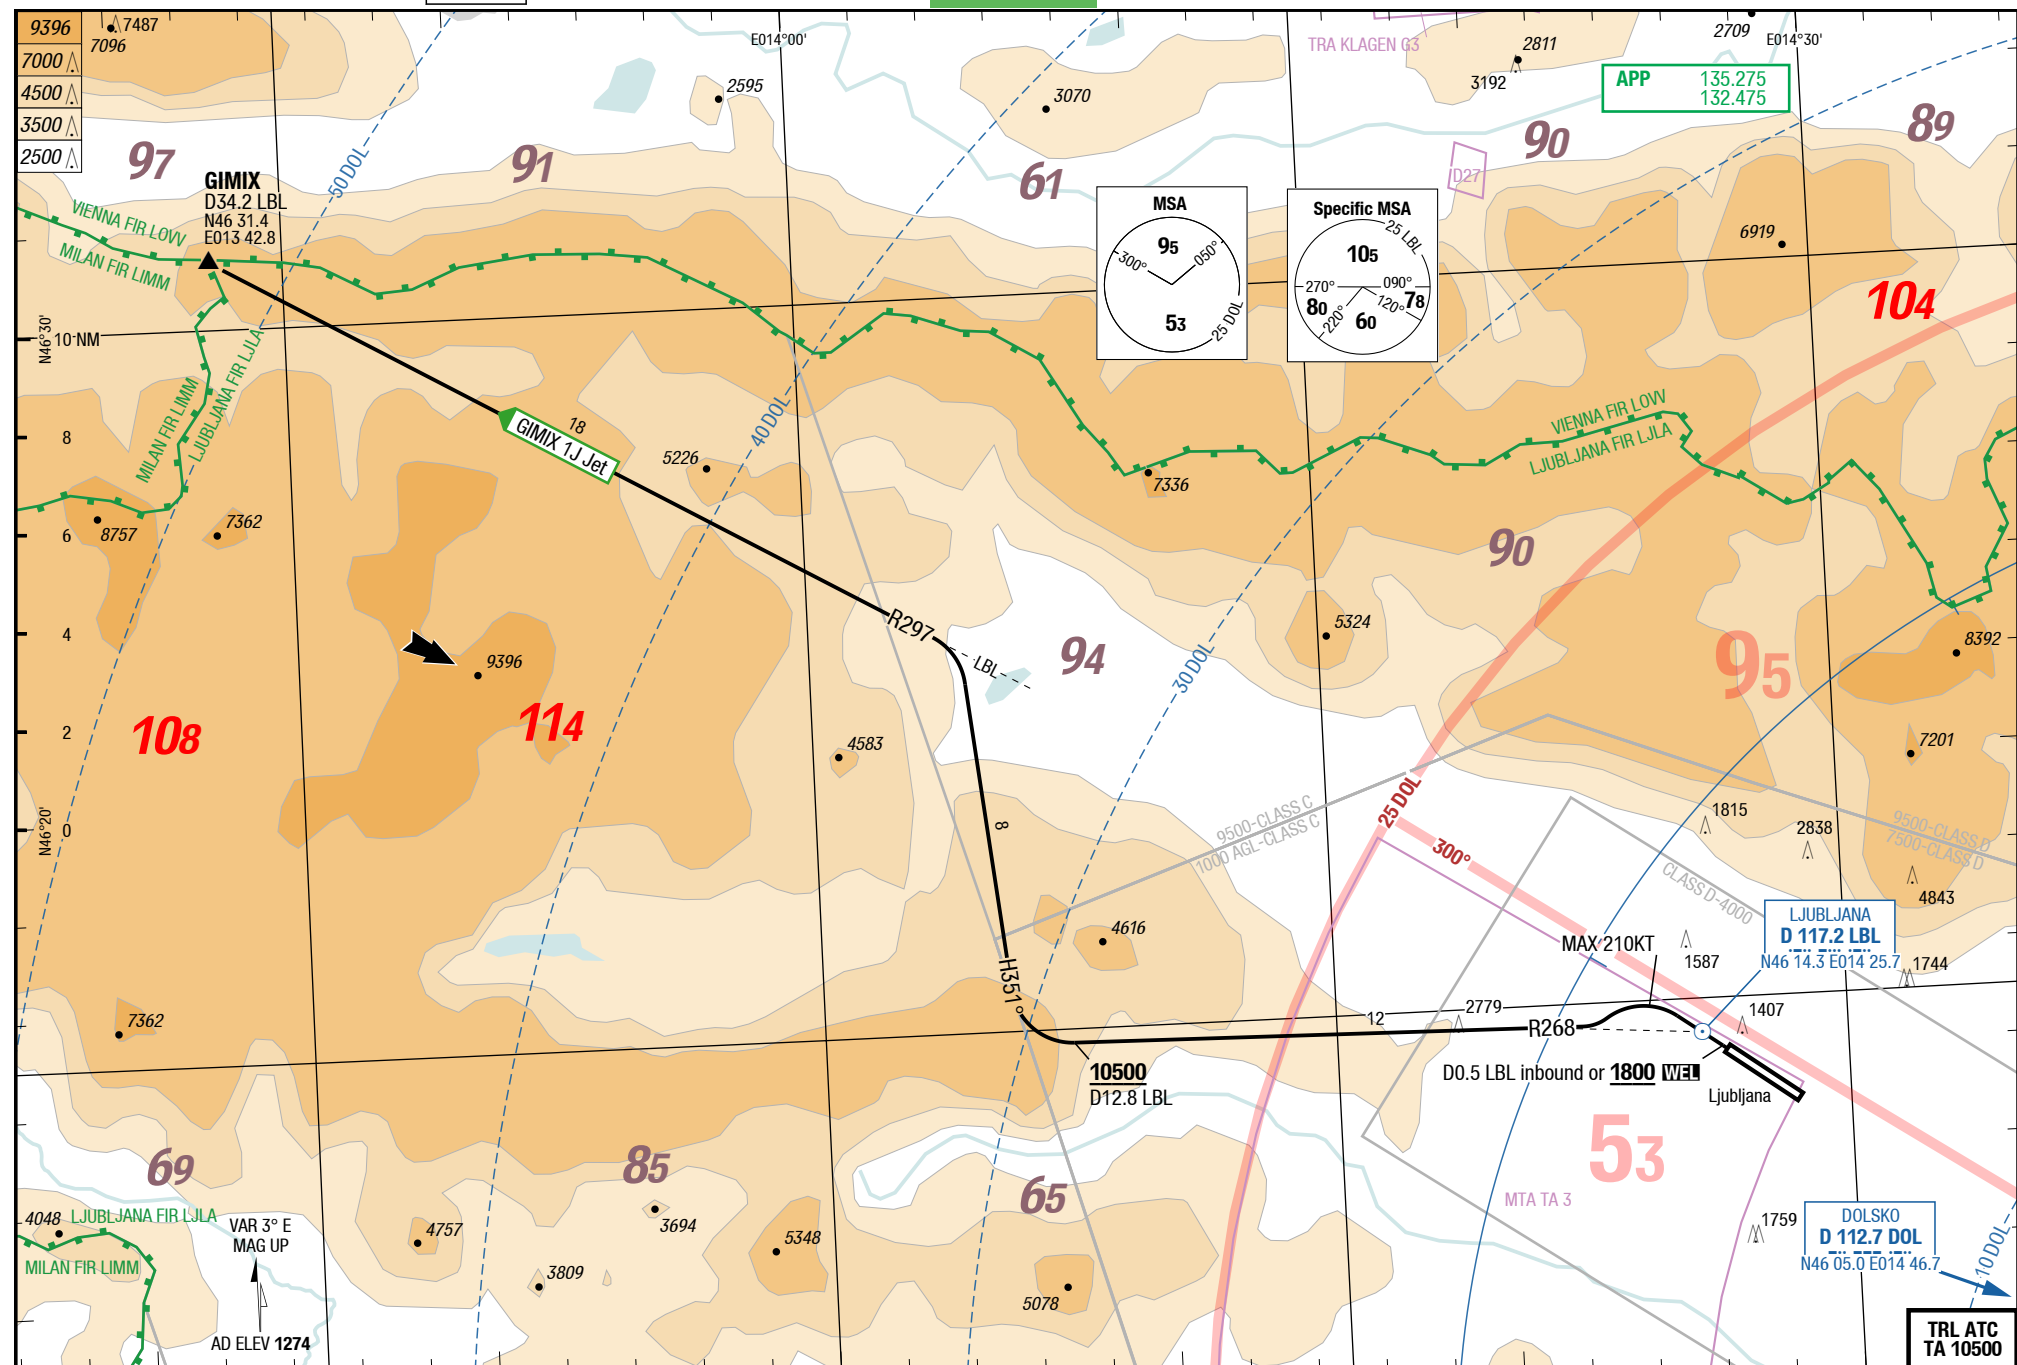 9396
7000
4500
3500
2500
7487
7096
E014°00'
2595
3070
TRA KLAGEN G3
2811
3192
2709
E014°30'
APP 135.275
132.475
97
91
61
90
89
D27
50 DOL
GIMIX
D34.2 LBL
N46 31.4
E013 42.8
VIENNA FIR LOVV
MILAN FIR LIMM
MSA
95
300°
050°
53
25 DOL
Specific MSA
25 LBL
105
270°
090°
80
120°
78
220°
60
6919
104
N46°30'
10 NM
MILAN FIR LIMM
LJUBLJANA FIR LJLA
8
6
4
2
0
18
GIMIX 1J Jet
40 DOL
5226
7336
VIENNA FIR LOVV
LJUBLJANA FIR LJLA
8757
7362
90
R297
LBL
94
30 DOL
5324
8392
95
9396
108
114
4583
7201
25 DOL
N46°20'
8
9500-CLASS C
1000 AGL-CLASS C
300°
1815
2838
9500-CLASS D
7500-CLASS D
CLASS D-4000
4843
4616
LJUBLJANA
D 117.2 LBL
N46 14.3 E014 25.7
MAX 210KT
1587
1744
H351°
7362
12
2779
R268
1407
10500
D12.8 LBL
D0.5 LBL inbound or 1800 WEL
Ljubljana
69
85
65
53
MTA TA 3
4048
LJUBLJANA FIR LJLA
MILAN FIR LIMM
VAR 3° E
MAG UP
4757
3694
5348
3809
5078
1759
DOLSKO
D 112.7 DOL
N46 05.0 E014 46.7
10 DOL
AD ELEV 1274
TRL ATC
TA 10500